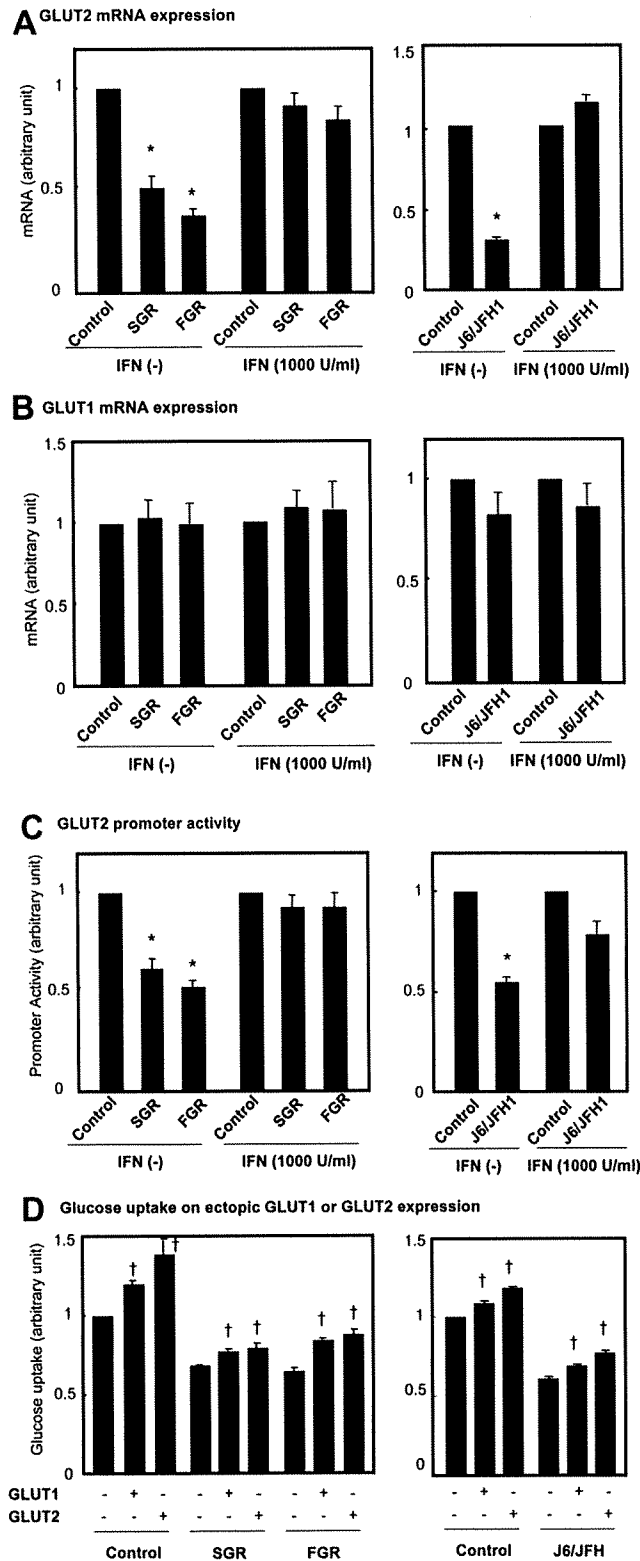 A GLUT2 mRNA expression
mRNA (arbitrary unit)
1
0.5
0
Control SGR FGR Control SGR FGR
IFN (-) IFN (1000 U/ml)
1.5
1
0.5
0
Control J6/JFH1 Control J6/JFH1
IFN (-) IFN (1000 U/ml)
* * *
B GLUT1 mRNA expression
mRNA (arbitrary unit)
1.5
1
0.5
0
Control SGR FGR Control SGR FGR
IFN (-) IFN (1000 U/ml)
1
0.5
0
Control J6/JFH1 Control J6/JFH1
IFN (-) IFN (1000 U/ml)
C GLUT2 promoter activity
Promoter Activity (arbitrary unit)
1
0.5
0
Control SGR FGR Control SGR FGR
IFN (-) IFN (1000 U/ml)
1
0.5
0
Control J6/JFH1 Control J6/JFH1
IFN (-) IFN (1000 U/ml)
* * *
D Glucose uptake on ectopic GLUT1 or GLUT2 expression
Glucose uptake (arbitrary unit)
1.5
1
0.5
0
† † † † † †
1.5
1
0.5
0
† † † †
GLUT1 - + - - + - - + - - + - - + -
GLUT2 - - + - - + - - + - - + - - +
Control SGR FGR Control J6/JFH